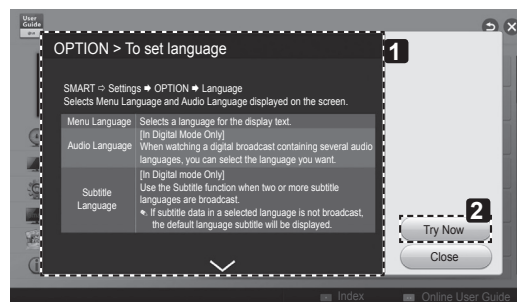 User
Guide
OPTION > To set language
1
SMART ⇨ Settings ➡ OPTION ➡ Language
Selects Menu Language and Audio Language displayed on the screen.
Menu Language Selects a language for the display text.
Audio Language
[In Digital Mode Only]
When watching a digital broadcast containing several audio
languages, you can select the language you want.
Subtitle
Language
[In Digital mode Only]
Use the Subtitle function when two or more subtitle
languages are broadcast.
If subtitle data in a selected language is not broadcast,
the default language subtitle will be displayed.
2
Try Now
Close
Index
Online User Guide